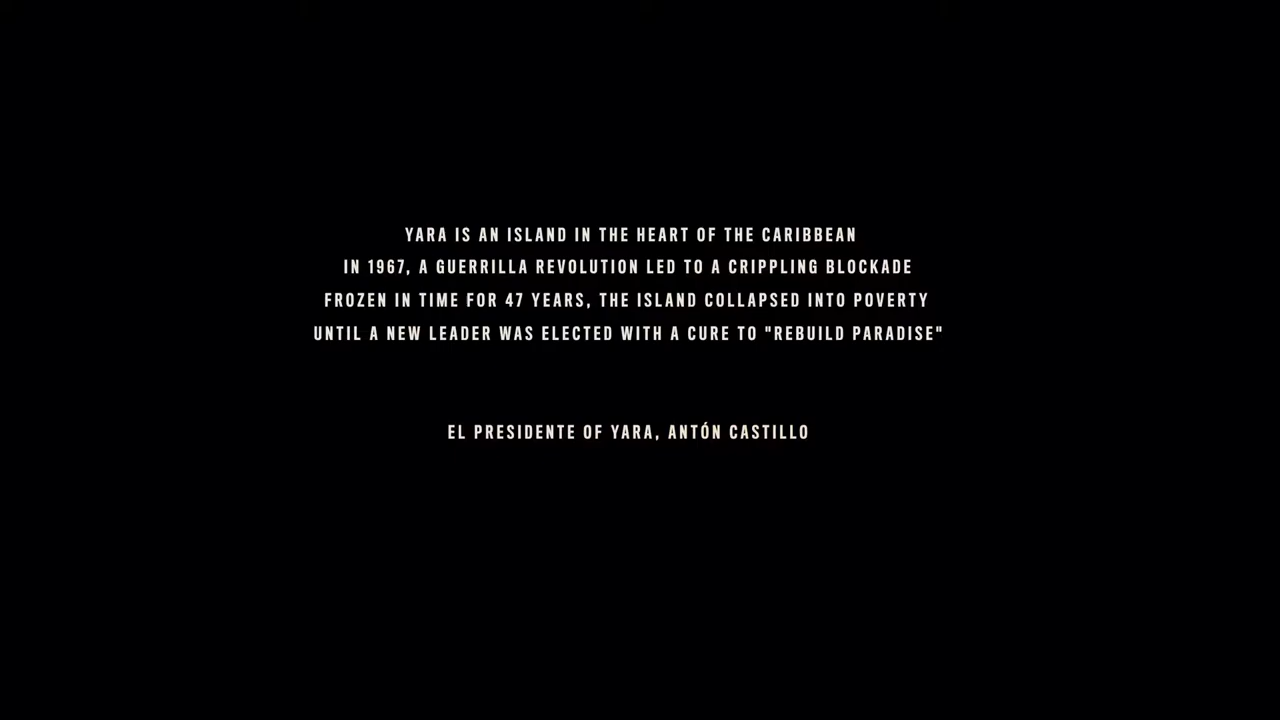 YARA IS AN ISLAND IN THE HEART OF THE CARIBBEAN
IN 1967, A GUERRILLA REVOLUTION LED TO A CRIPPLING BLOCKADE
FROZEN IN TIME FOR 47 YEARS, THE ISLAND COLLAPSED INTO POVERTY
UNTIL A NEW LEADER WAS ELECTED WITH A CURE TO "REBUILD PARADISE"
EL PRESIDENTE OF YARA, ANTÓN CASTILLO